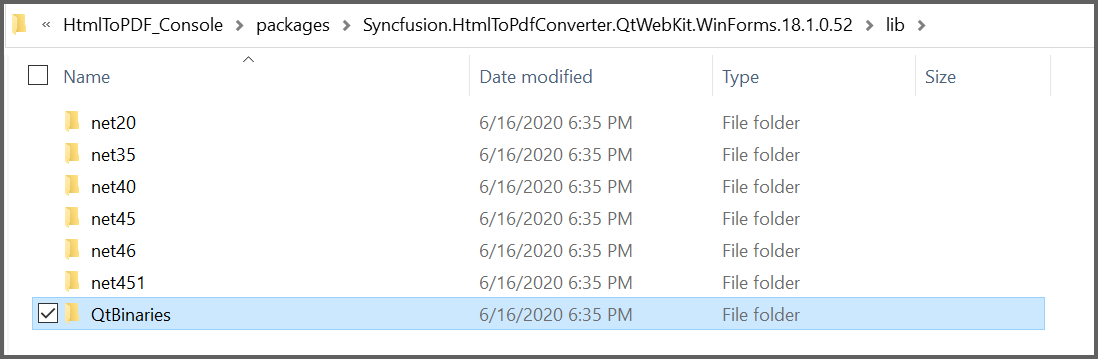 « HtmlToPDF_Console > packages > Syncfusion.HtmlToPdfConverter.QtWebKit.WinForms.18.1.0.52 > lib >
Name Date modified Type Size
net20 6/16/2020 6:35 PM File folder
net35 6/16/2020 6:35 PM File folder
net40 6/16/2020 6:35 PM File folder
net45 6/16/2020 6:35 PM File folder
net46 6/16/2020 6:35 PM File folder
net451 6/16/2020 6:35 PM File folder
QtBinaries 6/16/2020 6:35 PM File folder